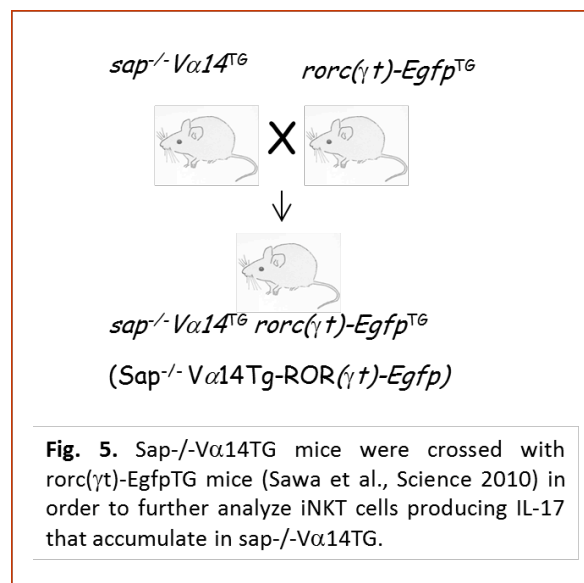 sap⁻/⁻Vα14ᵀᴳ rorc(γt)-Egfpᵀᴳ
X
sap⁻/⁻Vα14ᵀᴳ rorc(γt)-Egfpᵀᴳ
(Sap⁻/⁻ Vα14Tg-ROR(γt)-Egfp)
Fig. 5. Sap-/-Vα14TG mice were crossed with
rorc(γt)-EgfpTG mice (Sawa et al., Science 2010) in
order to further analyze iNKT cells producing IL-17
that accumulate in sap-/-Vα14TG.